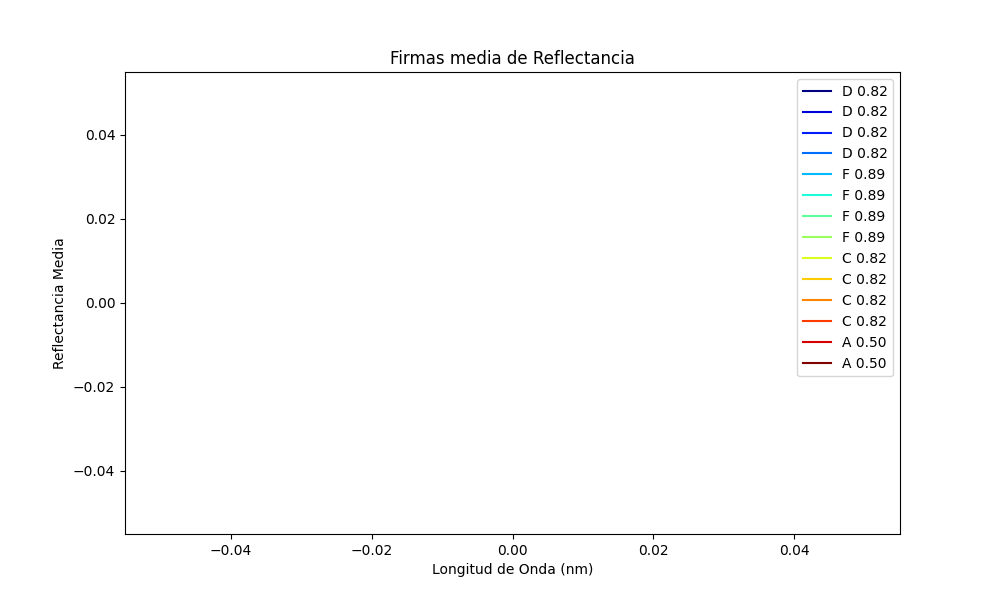 Firmas media de Reflectancia
D 0.82
D 0.82
D 0.82
D 0.82
F 0.89
F 0.89
F 0.89
F 0.89
C 0.82
C 0.82
C 0.82
C 0.82
A 0.50
A 0.50
Reflectancia Media
0.04
0.02
0.00
−0.02
−0.04
−0.04 −0.02 0.00 0.02 0.04
Longitud de Onda (nm)